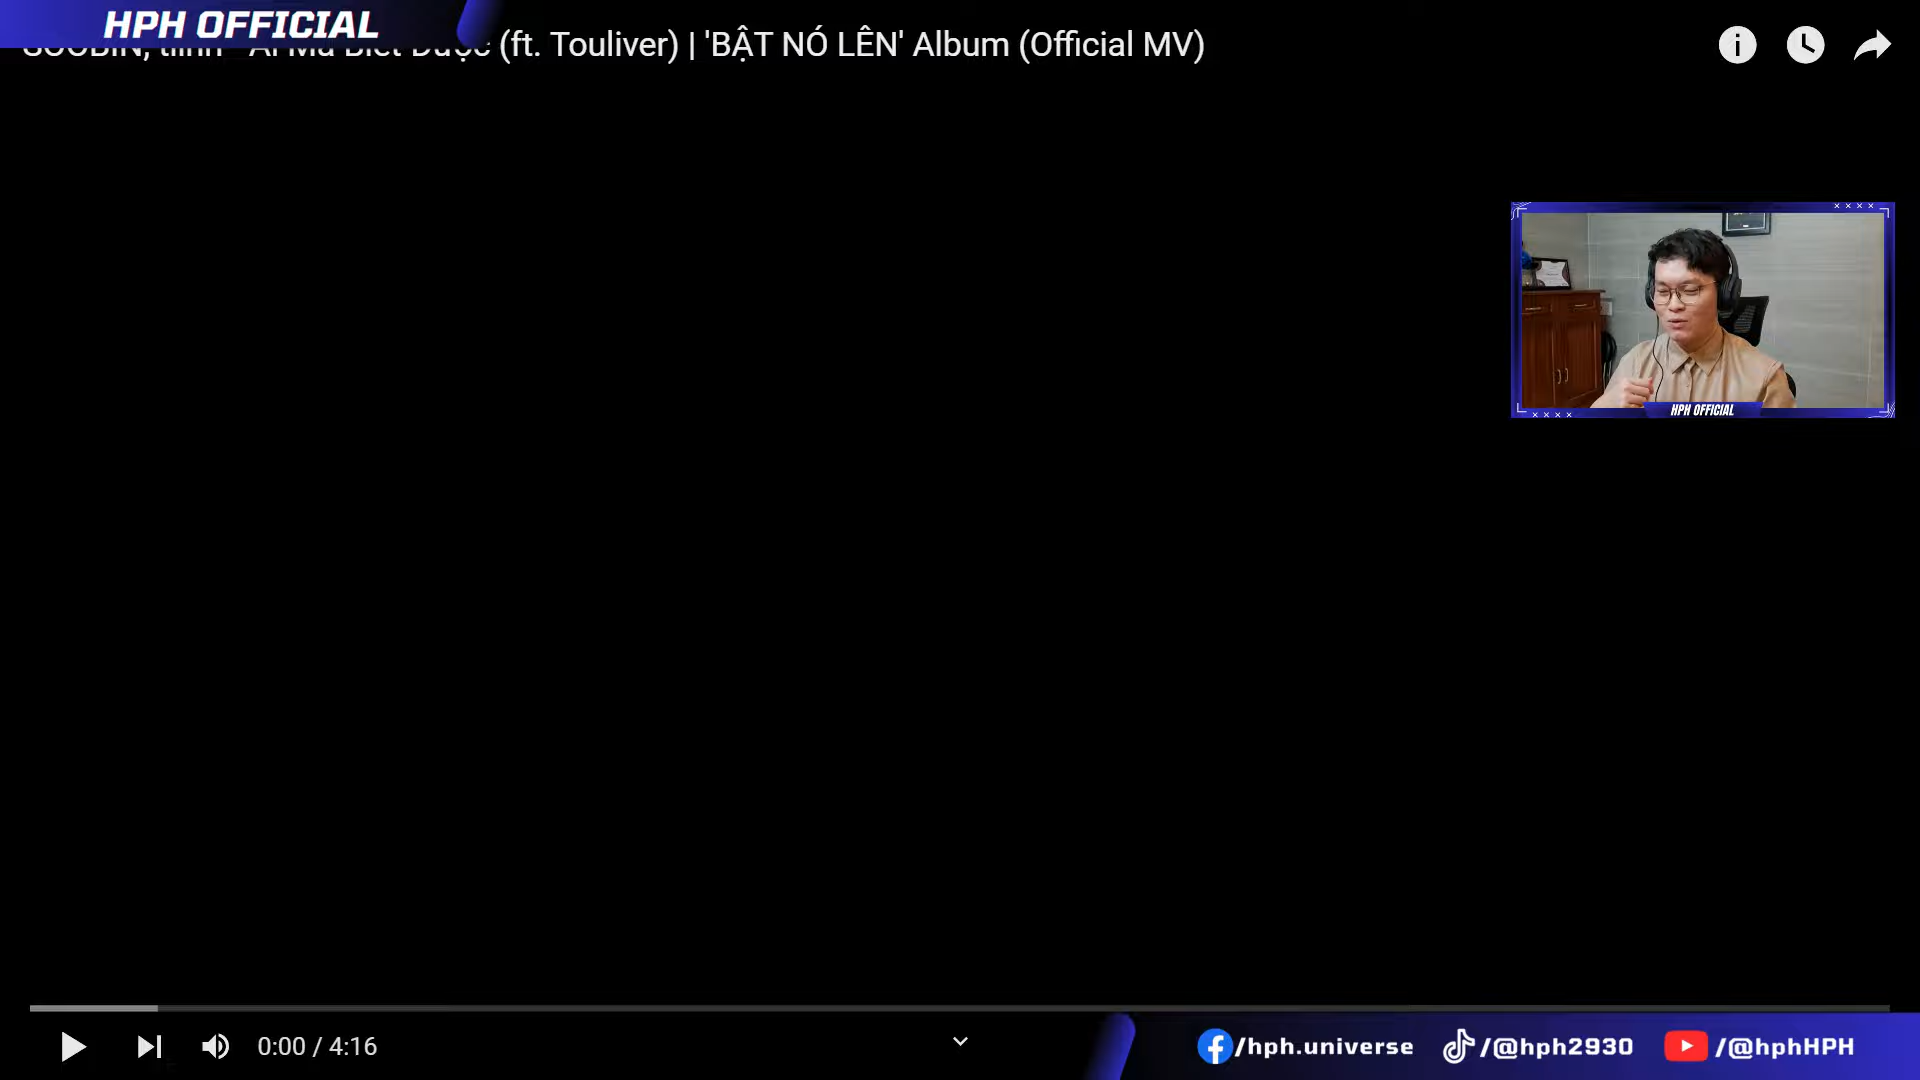 HPH OFFICIAL
(ft. Touliver) | 'BẬT NÓ LÊN' Album (Official MV)
HPH OFFICIAL
0:00 / 4:16
/hph.universe
/@hph2930
/@hphHPH